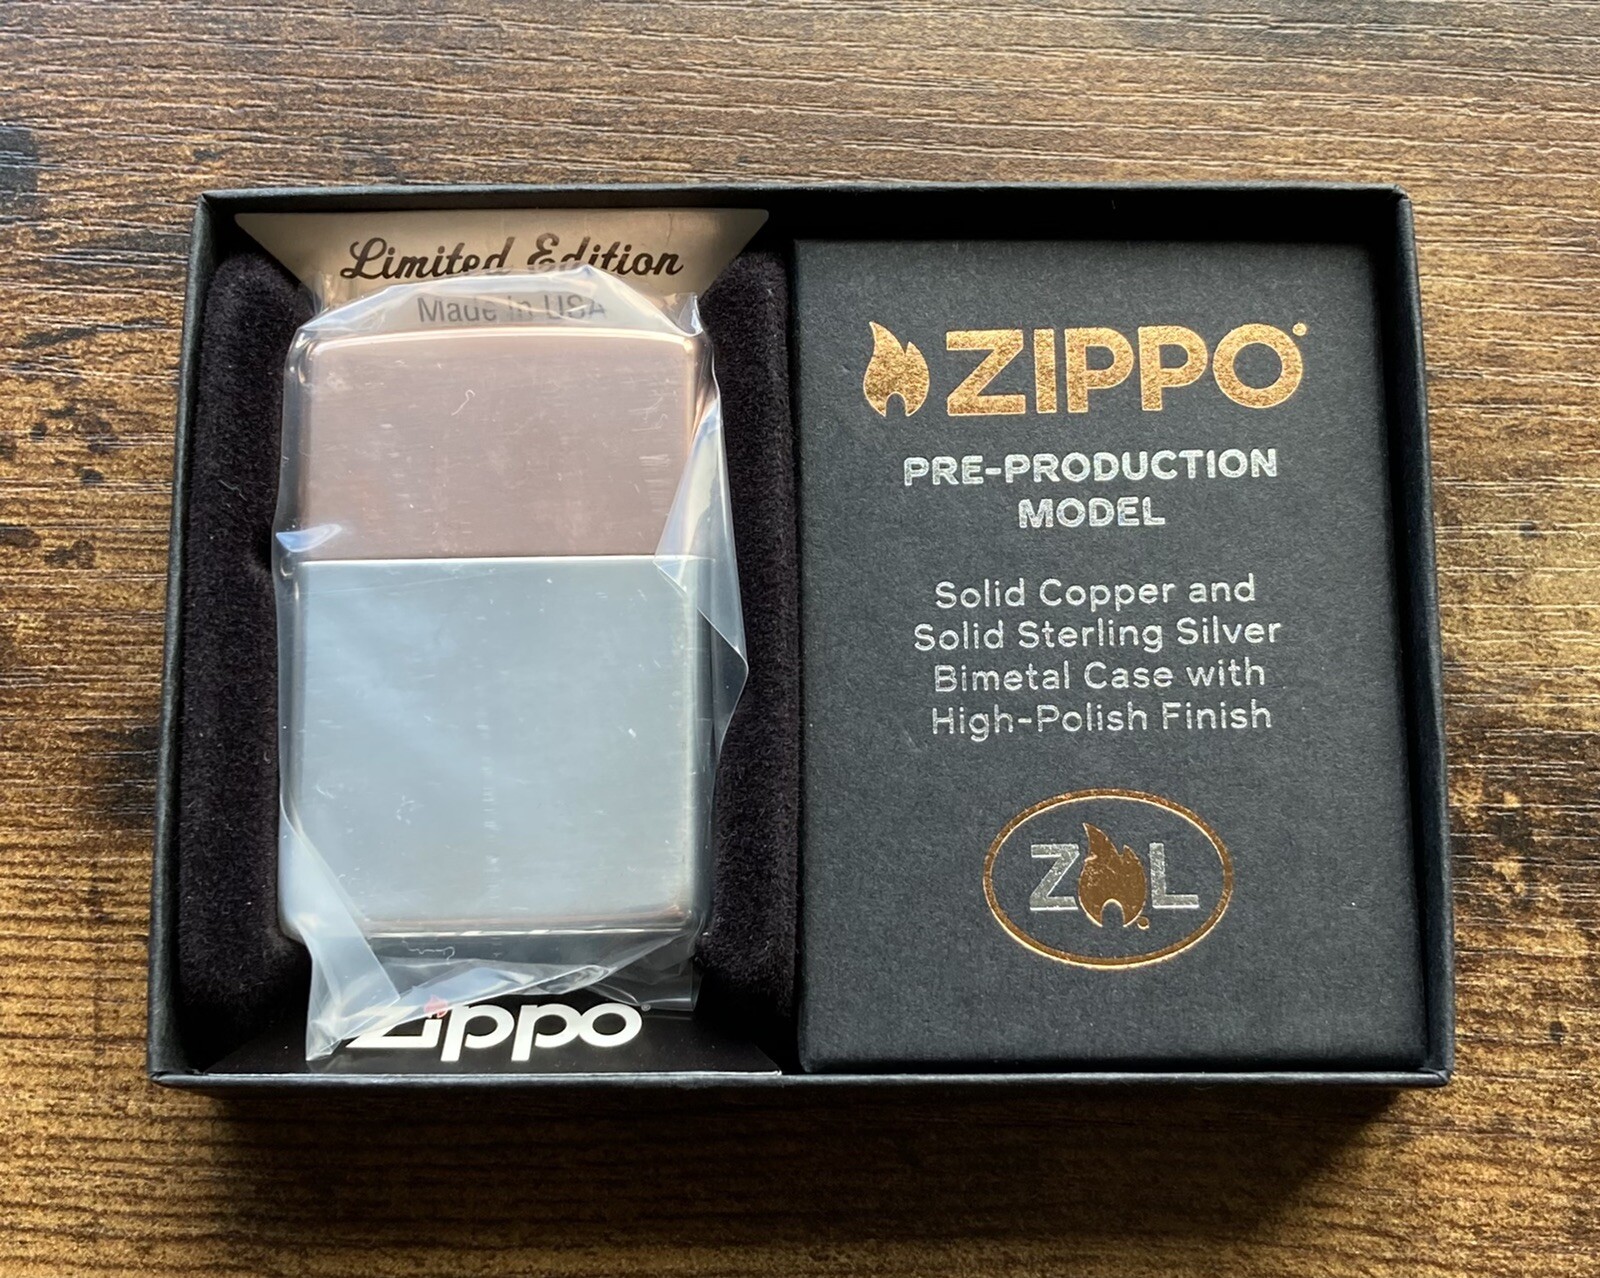 Limited Edition
Made in USA
Zippo
ZIPPO
PRE-PRODUCTION
MODEL
Solid Copper and
Solid Sterling Silver
Bimetal Case with
High-Polish Finish
Z L